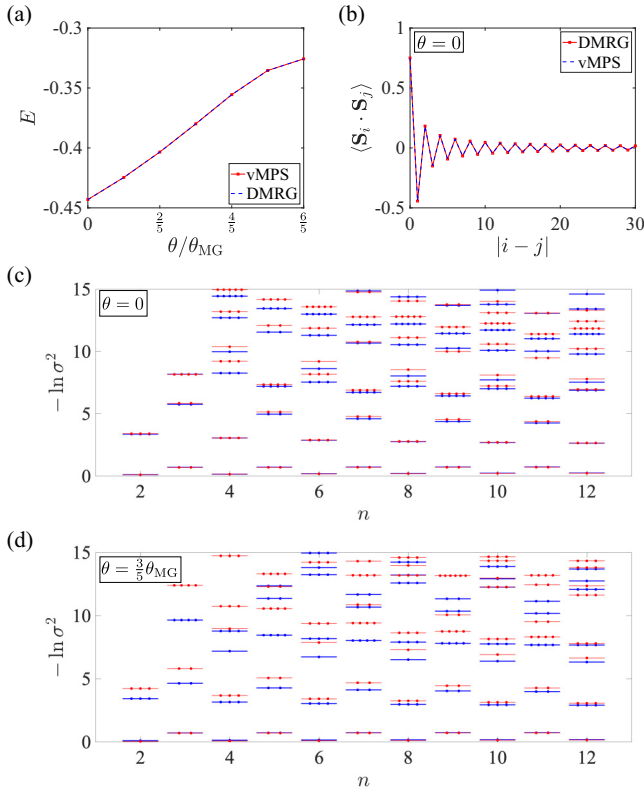 (a)
-0.3
-0.35
-0.4
-0.45
E
0 2/5 4/5 6/5
θ/θ_MG
vMPS
DMRG
(b)
θ = 0
1
0.5
0
-0.5
⟨S_i · S_j⟩
0 10 20 30
|i − j|
DMRG
vMPS
(c)
θ = 0
15
10
5
0
− ln σ²
2 4 6 8 10 12
n
(d)
θ = 3/5 θ_MG
15
10
5
0
− ln σ²
2 4 6 8 10 12
n